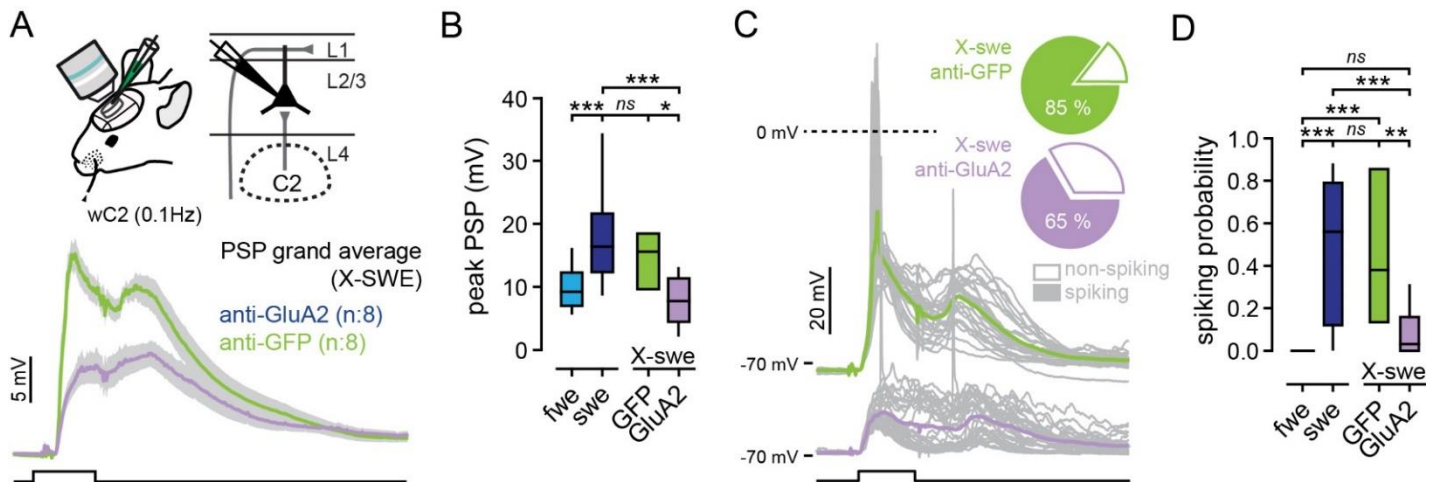 A
L1
L2/3
L4
C2
wC2 (0.1Hz)
PSP grand average
(X-SWE)
anti-GluA2 (n:8)
anti-GFP (n:8)
5 mV
B
***
*** ns *
peak PSP (mV)
40
30
20
10
0
X-swe
fwe
swe
GFP
GluA2
C
X-swe
anti-GFP
85 %
0 mV
X-swe
anti-GluA2
65 %
non-spiking
spiking
20 mV
-70 mV
-70 mV
D
ns
***
***
*** ns **
spiking probability
1.0
0.8
0.6
0.4
0.2
0.0
X-swe
fwe
swe
GFP
GluA2